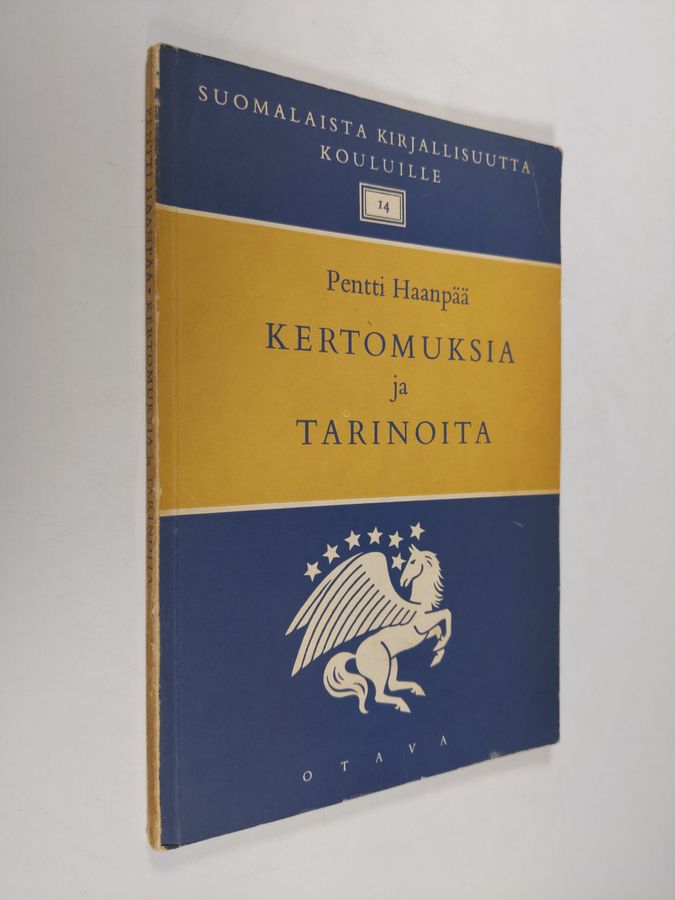 SUOMALAISTA KIRJALLISUUTTA
KOULUILLE
14
Pentti Haanpää
KERTOMUKSIA
ja
TARINOITA
OTAVA
PENTTI HAANPÄÄ • KERTOMUKSIA JA TARINOITA